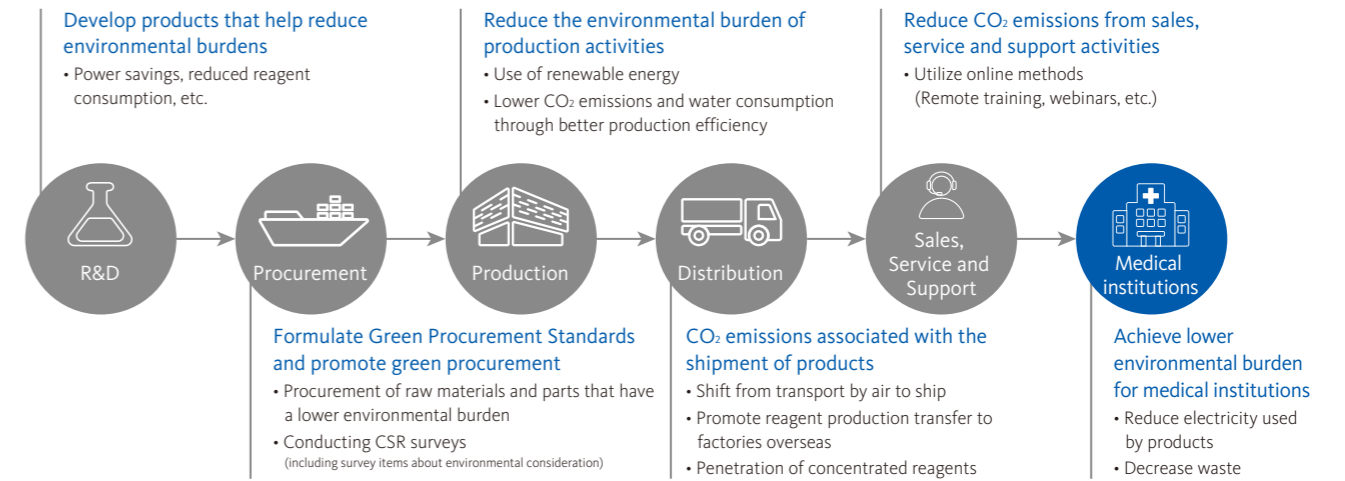 Develop products that help reduce
environmental burdens
• Power savings, reduced reagent
consumption, etc.
Reduce the environmental burden of
production activities
• Use of renewable energy
• Lower CO₂ emissions and water consumption
through better production efficiency
Reduce CO₂ emissions from sales,
service and support activities
• Utilize online methods
(Remote training, webinars, etc.)
R&D
Procurement
Production
Distribution
Sales,
Service and
Support
Medical
institutions
Formulate Green Procurement Standards
and promote green procurement
• Procurement of raw materials and parts that have
a lower environmental burden
• Conducting CSR surveys
(including survey items about environmental consideration)
CO₂ emissions associated with the
shipment of products
• Shift from transport by air to ship
• Promote reagent production transfer to
factories overseas
• Penetration of concentrated reagents
Achieve lower
environmental burden
for medical institutions
• Reduce electricity used
by products
• Decrease waste